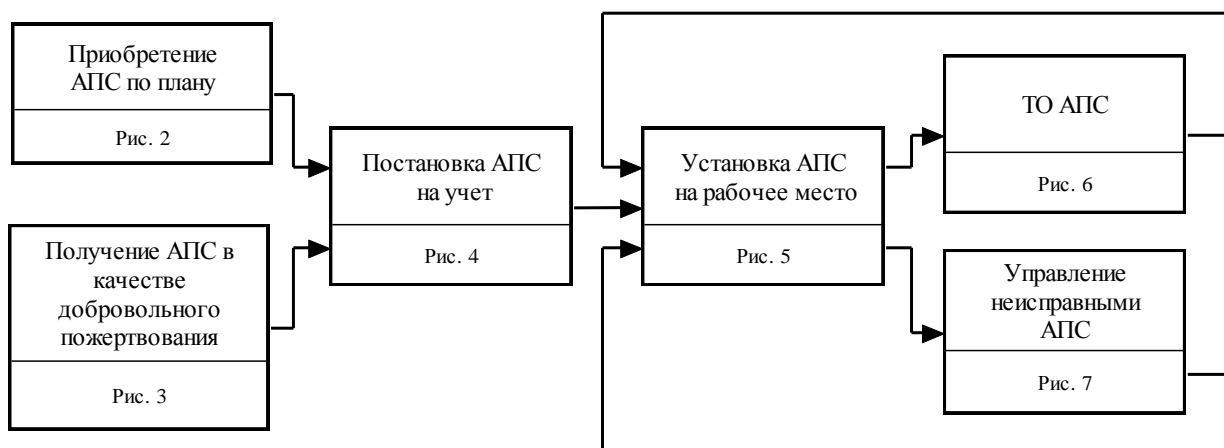 Приобретение
АПС по плану
Рис. 2
Получение АПС в
качестве
добровольного
пожертвования
Рис. 3
Постановка АПС
на учет
Рис. 4
Установка АПС
на рабочее место
Рис. 5
ТО АПС
Рис. 6
Управление
неисправными
АПС
Рис. 7